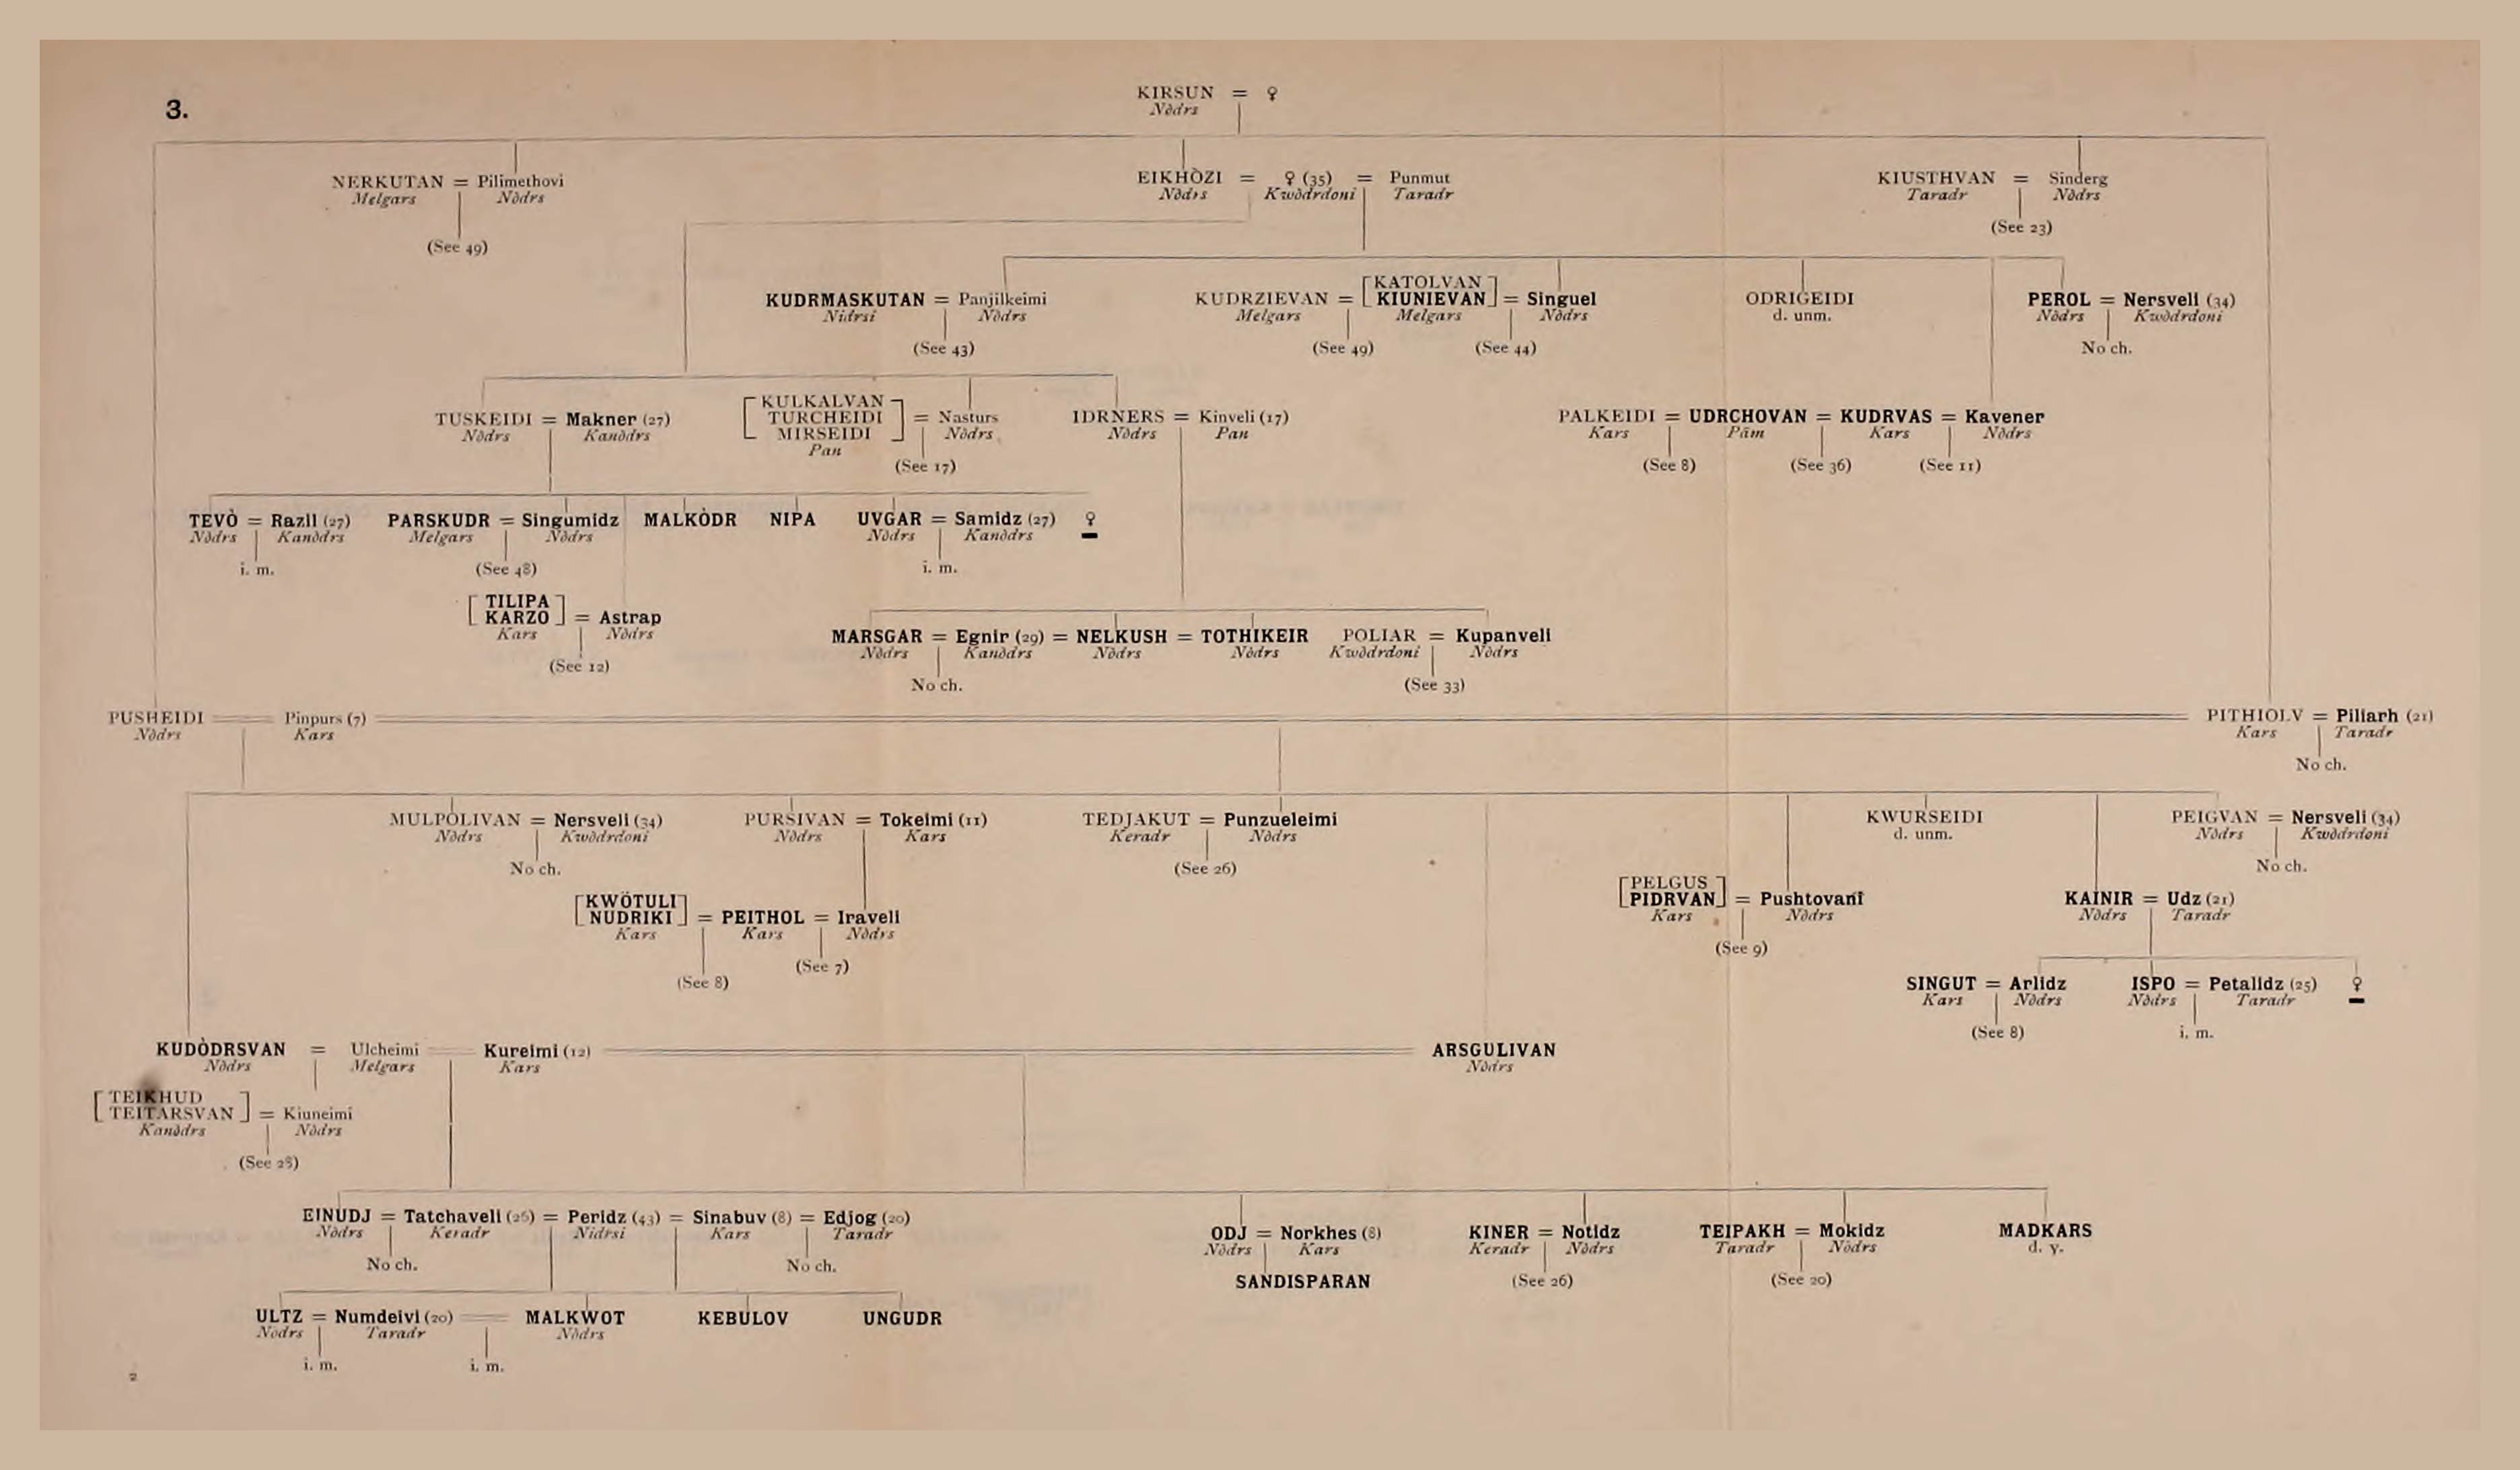 3.
KIRSUN = ♀
Nòdrs
NERKUTAN = Pilimethovi EIKHÒZI = ♀ (35) = Punmut KIUSTHVAN = Sinderg
Melgars Nòdrs Nòdrs Kwòdrdoni Taradr Taradr Nòdrs
(See 49) (See 23)
[KATOLVAN]
KUDRMASKUTAN = Panjilkeimi KUDRZIEVAN = [KIUNIEVAN] = Singuel ODRIGEIDI PEROL = Nersveli (34)
Nidrsi Nòdrs Melgars Melgars Nòdrs d. unm. Nòdrs Kwòdrdoni
(See 43) (See 49) (See 44) No ch.
[KULKALVAN]
TUSKEIDI = Makner (27) [TURCHEIDI] = Nasturs IDRNERS = Kinveli (17) PALKEIDI = UDRCHOVAN = KUDRVAS = Kavener
Nòdrs Kanòdrs [MIRSEIDI] Nòdrs Nòdrs Pan Kars Päm Kars Nòdrs
Pan
(See 17) (See 8) (See 36) (See 11)
TEVÒ = Razil (27) PARSKUDR = Singumidz MALKÒDR NIPA UVGAR = Samidz (27) ♀
Nòdrs Kanòdrs Melgars Nòdrs Nòdrs Kanòdrs
i. m. (See 48) i. m.
[TILIPA]
[KARZO] = Astrap
Kars Nòdrs
(See 12)
MARSGAR = Egnir (29) = NELKUSH = TOTHIKEIR POLIAR = Kupanveli
Nòdrs Kanòdrs Nòdrs Nòdrs Kwòdrdoni Nòdrs
No ch. (See 33)
PUSHEIDI = Pinpurs (7) = PITHIOLV = Piliarh (21)
Nòdrs Kars Kars Taradr
No ch.
MULPÒLIVAN = Nersveli (34) PURSIVAN = Tokeimi (11) TEDJAKUT = Punzueleimi KWURSEIDI PEIGVAN = Nersveli (34)
Nòdrs Kwòdrdoni Nòdrs Kars Keradr Nòdrs d. unm. Nòdrs Kwòdrdoni
No ch. (See 26) No ch.
[KWÖTULI] [PELGUS]
[NUDRIKI] = PEITHOL = Iraveli [PIDRVAN] = Pushtovani KAINIR = Udz (21)
Kars Kars Nòdrs Kars Nòdrs Nòdrs Taradr
(See 8) (See 7) (See 9)
SINGUT = Arlidz ISPO = Petalidz (25) ♀
Kars Nòdrs Nòdrs Taradr
(See 8) i. m.
KUDÒDRSVAN = Ulcheimi = Kureimi (12) = ARSGULIVAN
Nòdrs Melgars Kars Nòdrs
[TEIKHUD]
[TEITARSVAN] = Kiuneimi
Kanòdrs Nòdrs
(See 28)
EINUDJ = Tatchaveli (26) = Peridz (43) = Sinabuv (8) = Edjog (20) ODJ = Norkhes (8) KINER = Notidz TEIPAKH = Mokidz MADKARS
Nòdrs Keradr Nidrsi Kars Taradr Nòdrs Kars Keradr Nòdrs Taradr Nòdrs d. y.
No ch. No ch. SANDISPARAN (See 26) (See 20)
ULTZ = Numdeivi (20) = MALKWOT KEBULOV UNGUDR
Nòdrs Taradr Nòdrs
i. m. i. m.
2